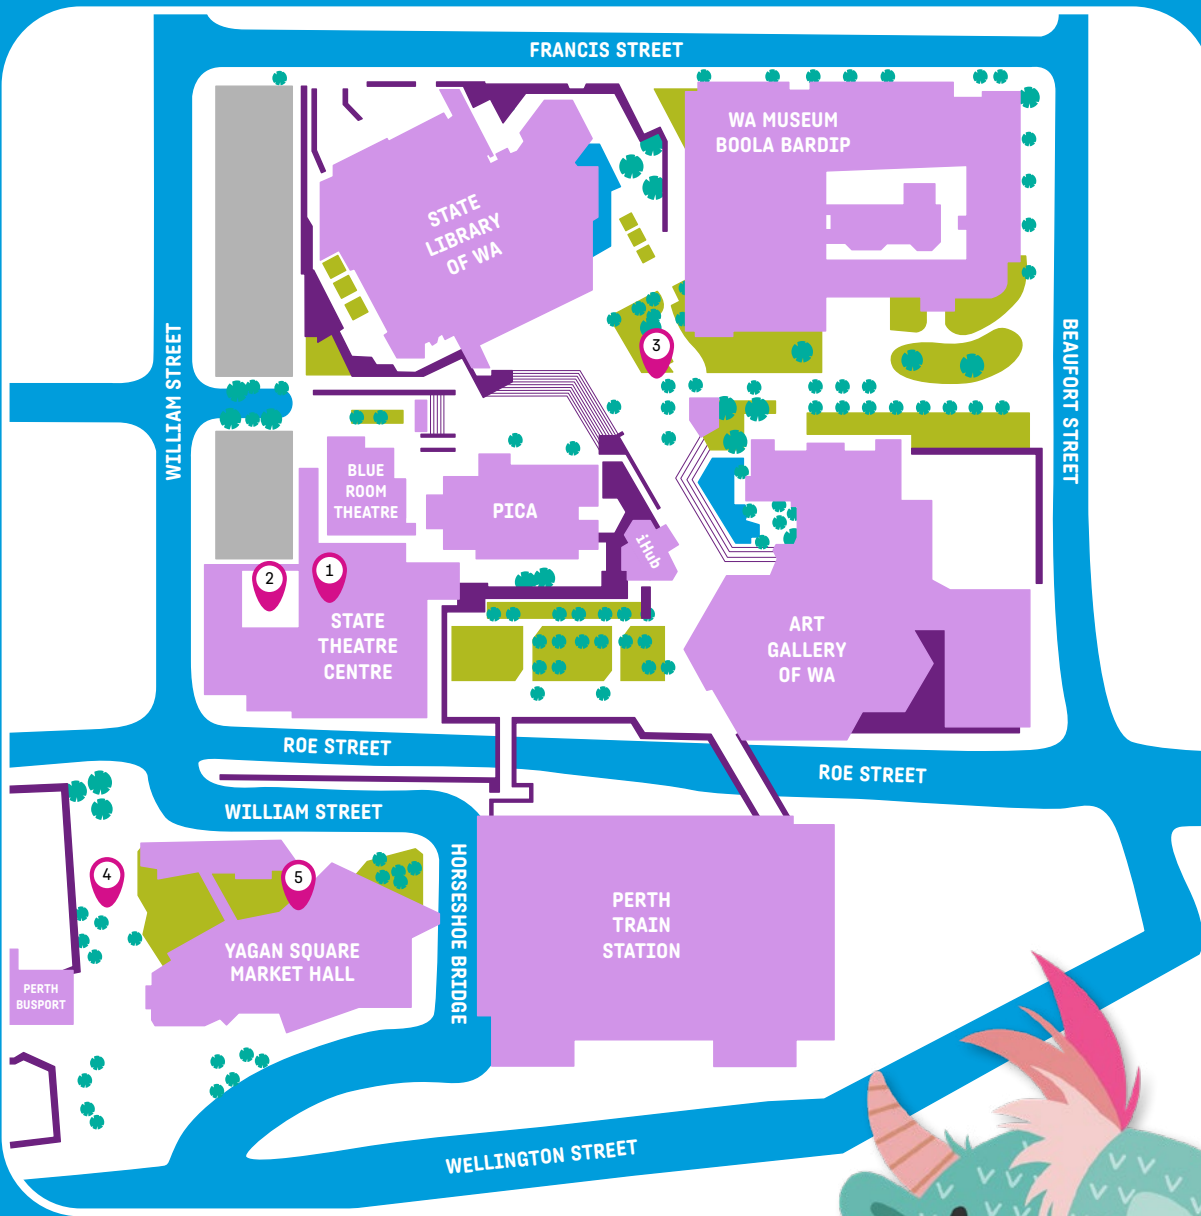 FRANCIS STREET
WA MUSEUM
BOOLA BARDIP
STATE
LIBRARY
OF WA
WILLIAM STREET
BEAUFORT STREET
3
BLUE
ROOM
THEATRE
PICA
iHub
2
1
STATE
THEATRE
CENTRE
ART
GALLERY
OF WA
ROE STREET
ROE STREET
WILLIAM STREET
4
5
HORSESHOE BRIDGE
PERTH
TRAIN
STATION
YAGAN SQUARE
MARKET HALL
PERTH
BUSPORT
WELLINGTON STREET